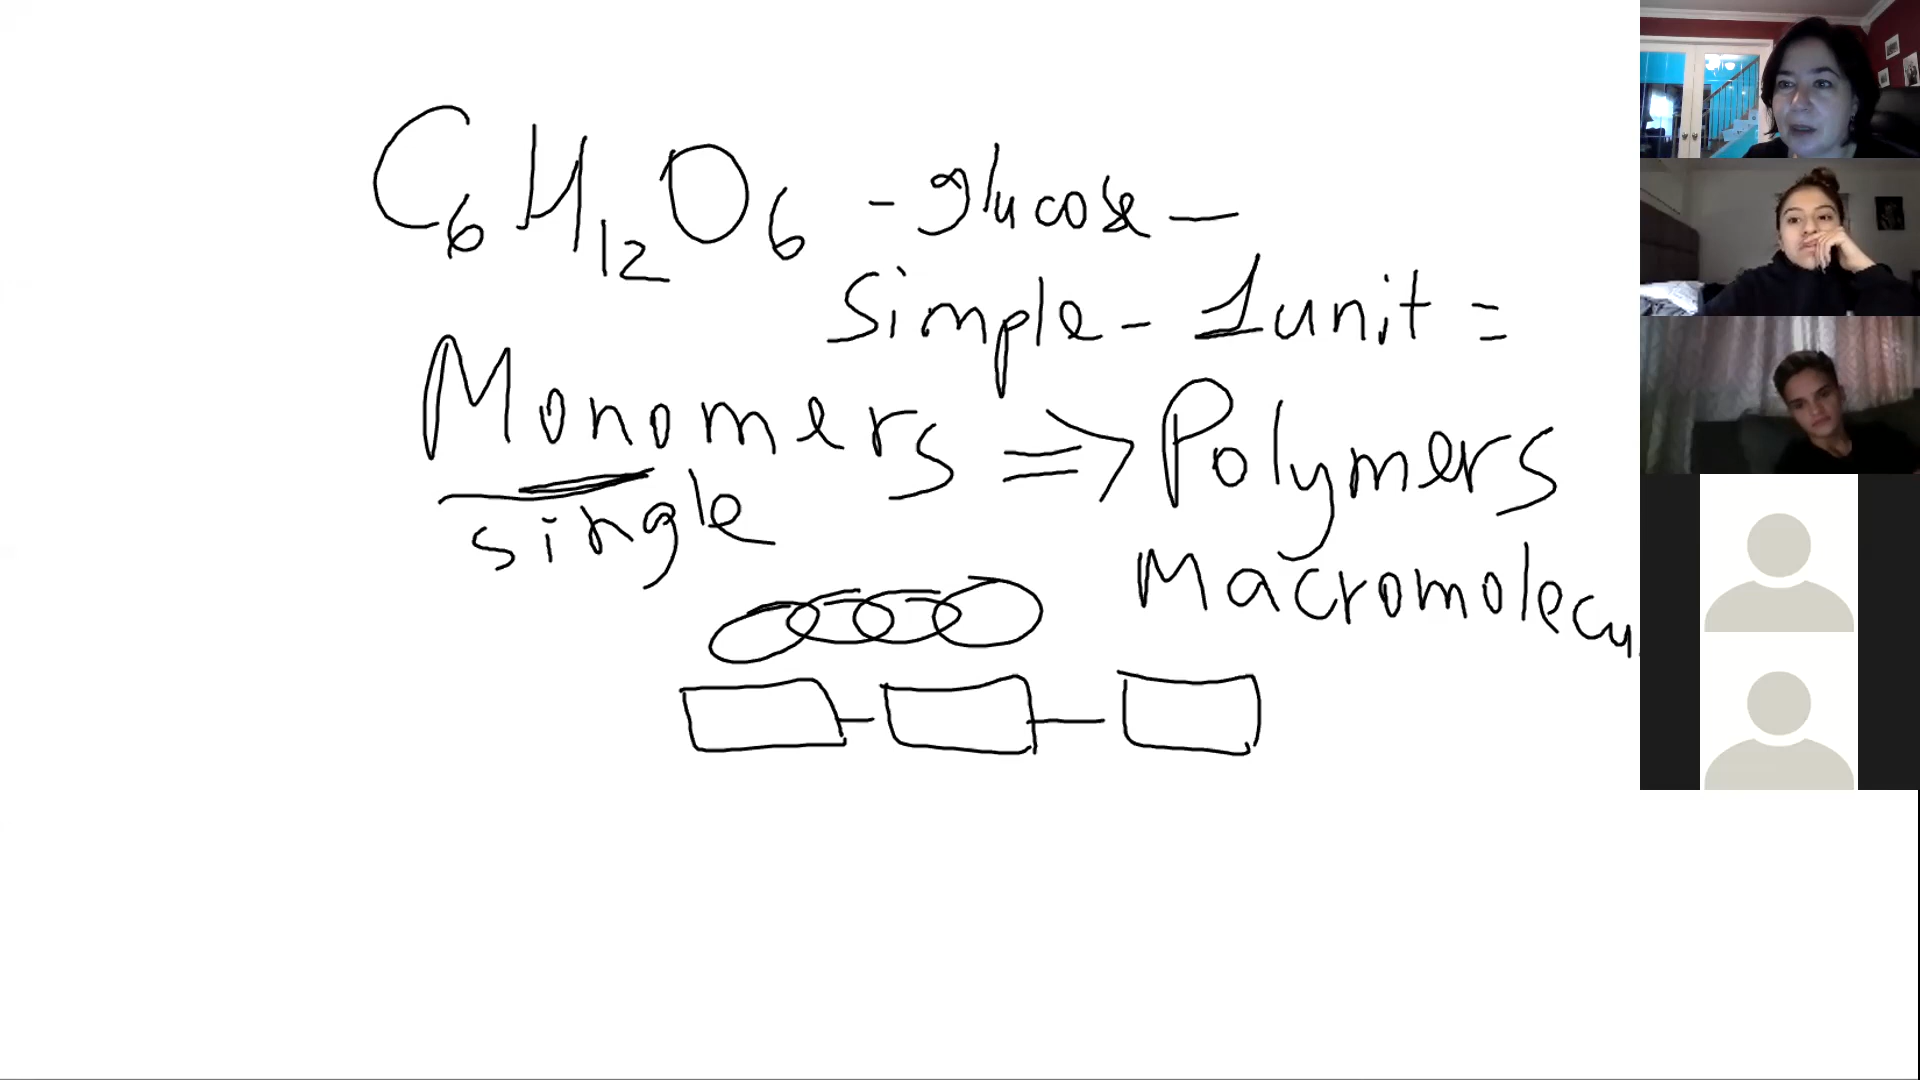 C6H12O6 - glucose —
Simple - 1 unit =
Monomers => Polymers
single
Macromolecu